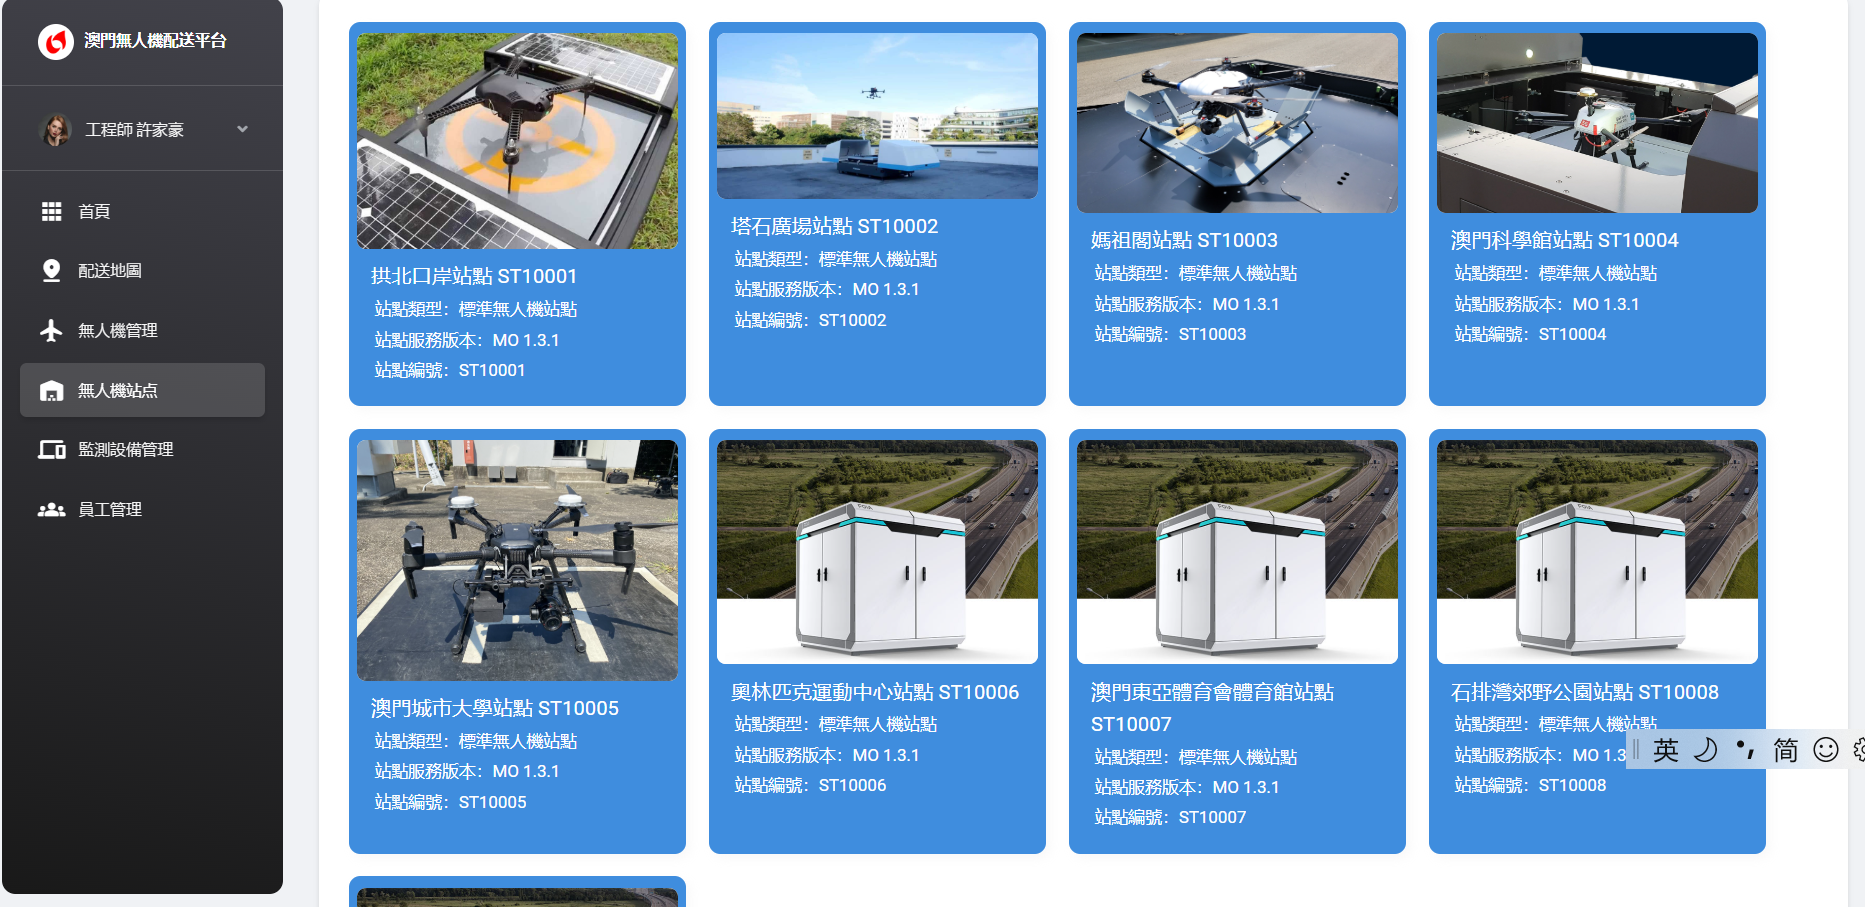 澳門無人機配送平台
工程師 許家豪
首頁
配送地圖
無人機管理
無人機站点
監測設備管理
員工管理
拱北口岸站點 ST10001
站點類型：標準無人機站點
站點服務版本：MO 1.3.1
站點編號：ST10001
塔石廣場站點 ST10002
站點類型：標準無人機站點
站點服務版本：MO 1.3.1
站點編號：ST10002
媽祖閣站點 ST10003
站點類型：標準無人機站點
站點服務版本：MO 1.3.1
站點編號：ST10003
澳門科學館站點 ST10004
站點類型：標準無人機站點
站點服務版本：MO 1.3.1
站點編號：ST10004
澳門城市大學站點 ST10005
站點類型：標準無人機站點
站點服務版本：MO 1.3.1
站點編號：ST10005
奧林匹克運動中心站點 ST10006
站點類型：標準無人機站點
站點服務版本：MO 1.3.1
站點編號：ST10006
澳門東亞體育會體育館站點
ST10007
站點類型：標準無人機站點
站點服務版本：MO 1.3.1
站點編號：ST10007
石排灣郊野公園站點 ST10008
站點類型：標準無人機站點
站點服務版本：MO 1.3
站點編號：ST10008
英 简